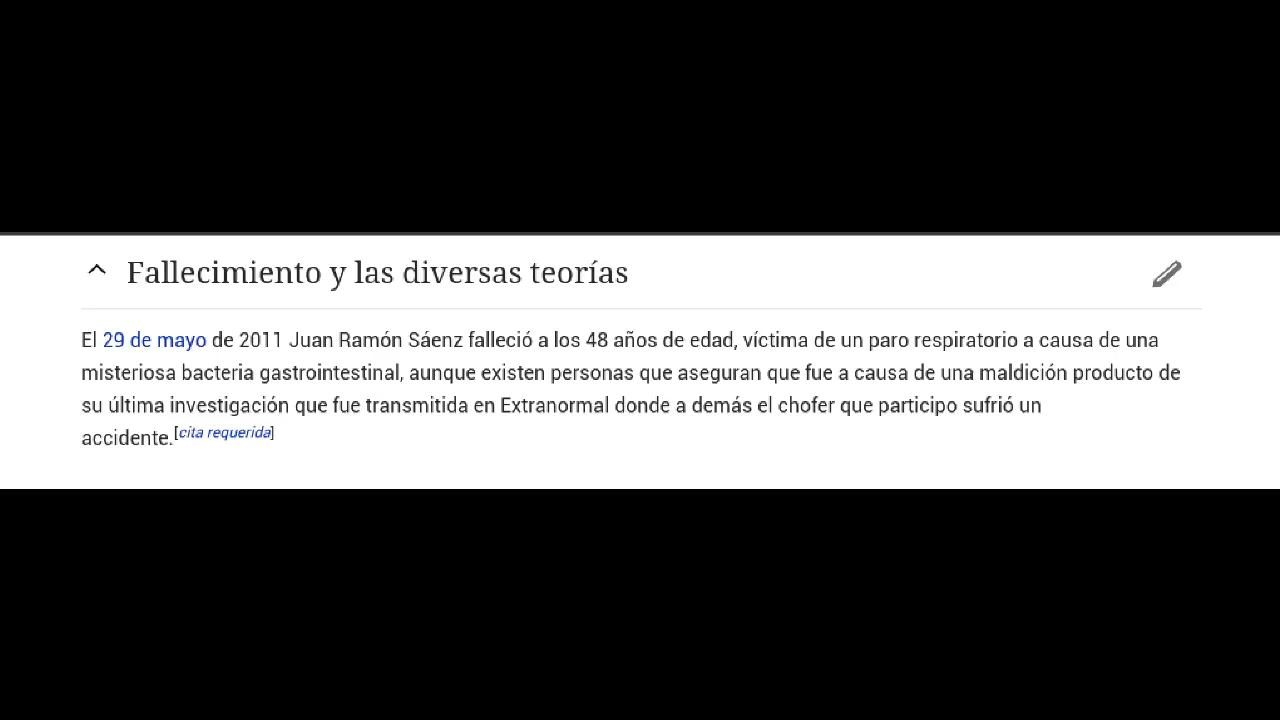 Fallecimiento y las diversas teorías
El 29 de mayo de 2011 Juan Ramón Sáenz falleció a los 48 años de edad, víctima de un paro respiratorio a causa de una
misteriosa bacteria gastrointestinal, aunque existen personas que aseguran que fue a causa de una maldición producto de
su última investigación que fue transmitida en Extranormal donde a demás el chofer que participo sufrió un
accidente.[cita requerida]